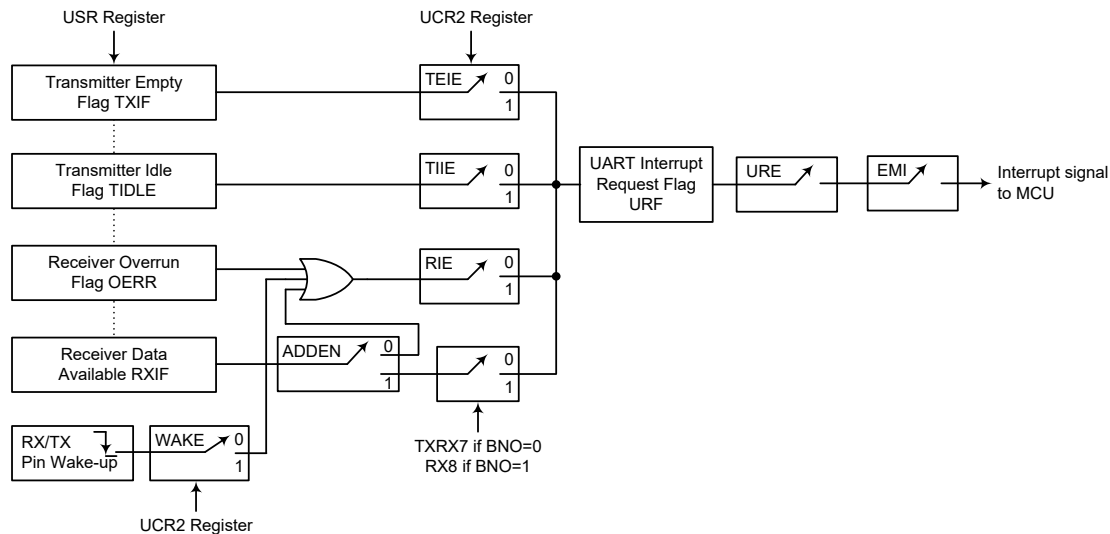 USR Register
UCR2 Register
Transmitter Empty
Flag TXIF
TEIE
0
1
Transmitter Idle
Flag TIDLE
TIIE
0
1
UART Interrupt
Request Flag
URF
URE
EMI
Interrupt signal
to MCU
Receiver Overrun
Flag OERR
RIE
0
1
Receiver Data
Available RXIF
ADDEN
0
1
0
1
RX/TX
Pin Wake-up
WAKE
0
1
TXRX7 if BNO=0
RX8 if BNO=1
UCR2 Register